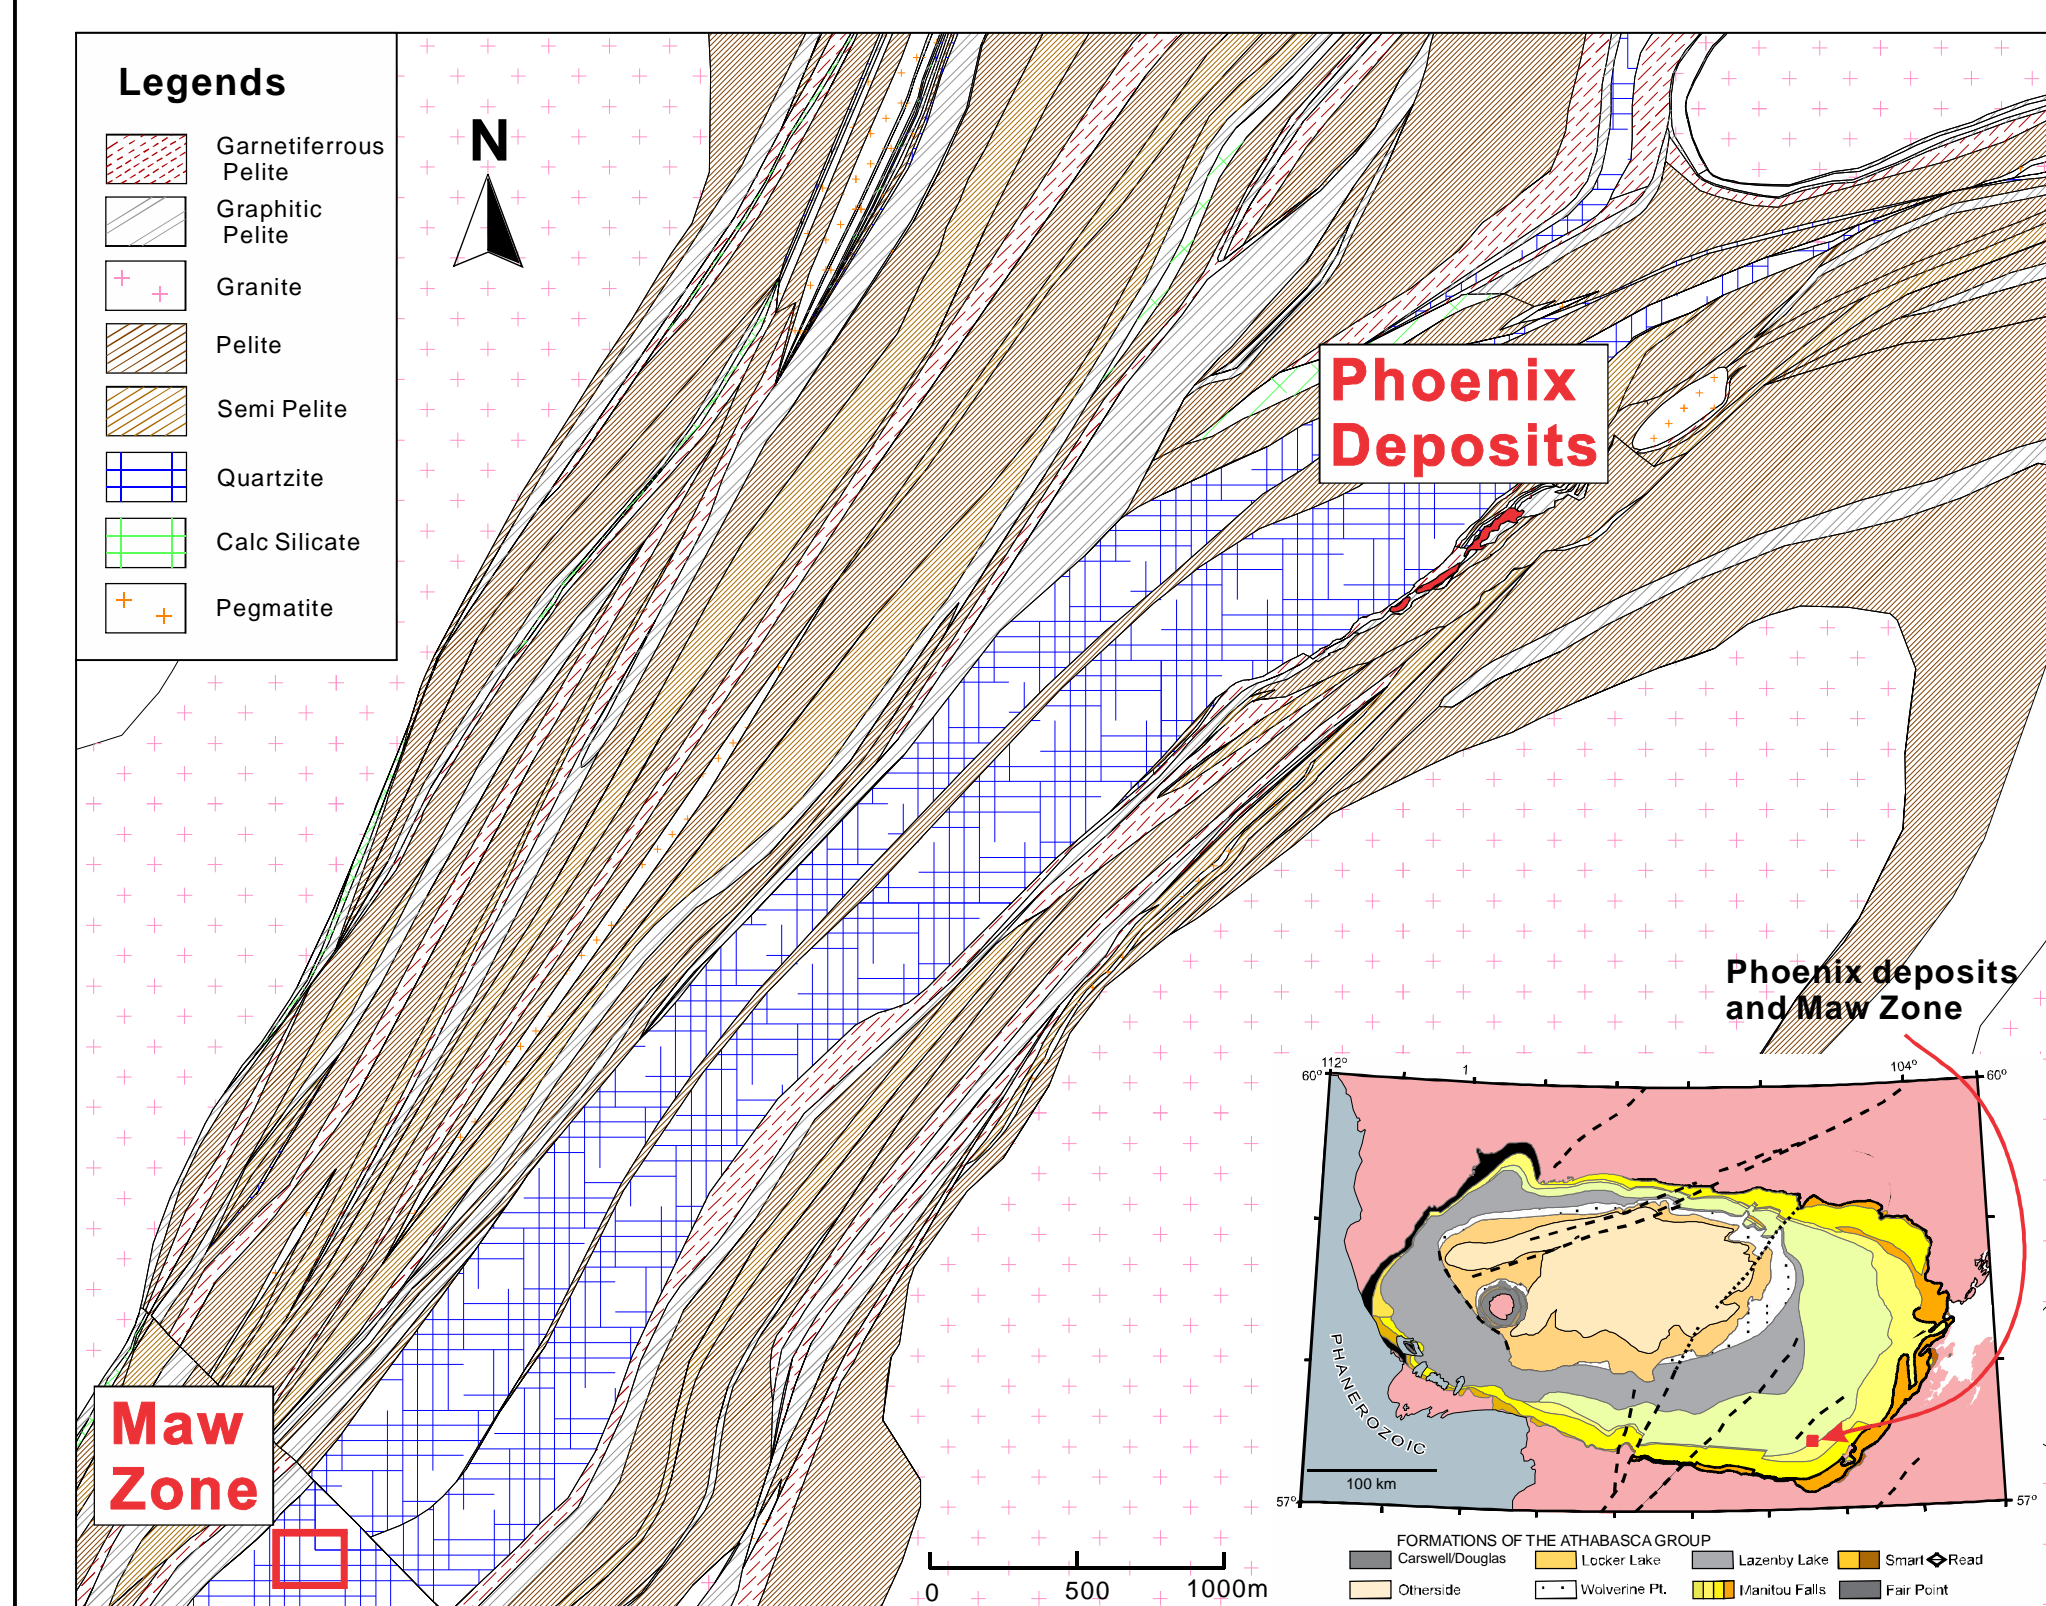 Legends
Garnetiferrous
Pelite
Graphitic
Pelite
Granite
Pelite
Semi Pelite
Quartzite
Calc Silicate
Pegmatite
N
Phoenix
Deposits
Maw
Zone
0 500 1000m
Phoenix deposits
and Maw Zone
112° 1 104°
60° 60°
PHANEROZOIC
100 km
57° 57°
FORMATIONS OF THE ATHABASCA GROUP
Carswell/Douglas Locker Lake Lazenby Lake Smart Read
Otherside Wolverine Pt. Manitou Falls Fair Point